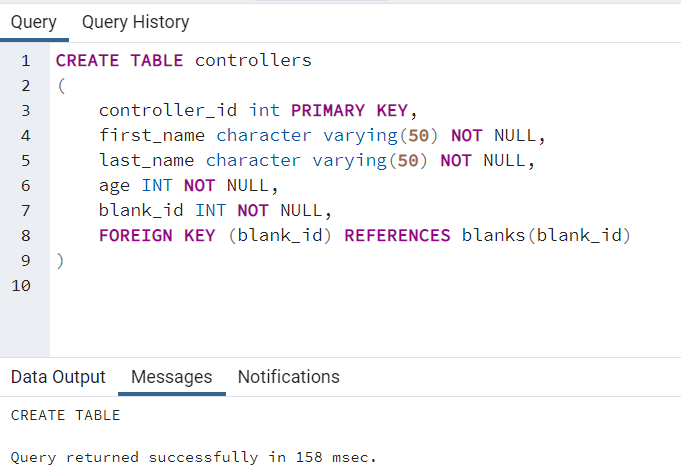 Query Query History
1 CREATE TABLE controllers
2 (
3 controller_id int PRIMARY KEY,
4 first_name character varying(50) NOT NULL,
5 last_name character varying(50) NOT NULL,
6 age INT NOT NULL,
7 blank_id INT NOT NULL,
8 FOREIGN KEY (blank_id) REFERENCES blanks(blank_id)
9 )
10
Data Output Messages Notifications
CREATE TABLE
Query returned successfully in 158 msec.